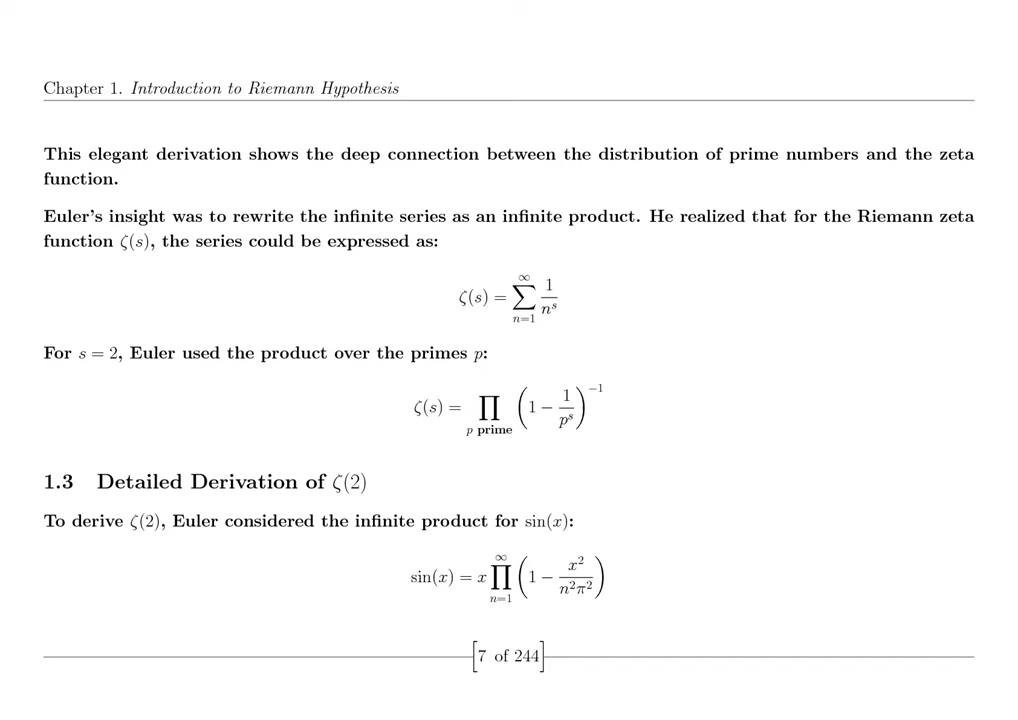 Chapter 1. Introduction to Riemann Hypothesis
This elegant derivation shows the deep connection between the distribution of prime numbers and the zeta
function.
Euler's insight was to rewrite the infinite series as an infinite product. He realized that for the Riemann zeta
function ζ(s), the series could be expressed as:
ζ(s) = ∑_{n=1}^{∞} 1/n^s
For s = 2, Euler used the product over the primes p:
ζ(s) = ∏_{p prime} (1 − 1/p^s)^{−1}
1.3 Detailed Derivation of ζ(2)
To derive ζ(2), Euler considered the infinite product for sin(x):
sin(x) = x ∏_{n=1}^{∞} (1 − x^2/(n^2π^2))
[7 of 244]